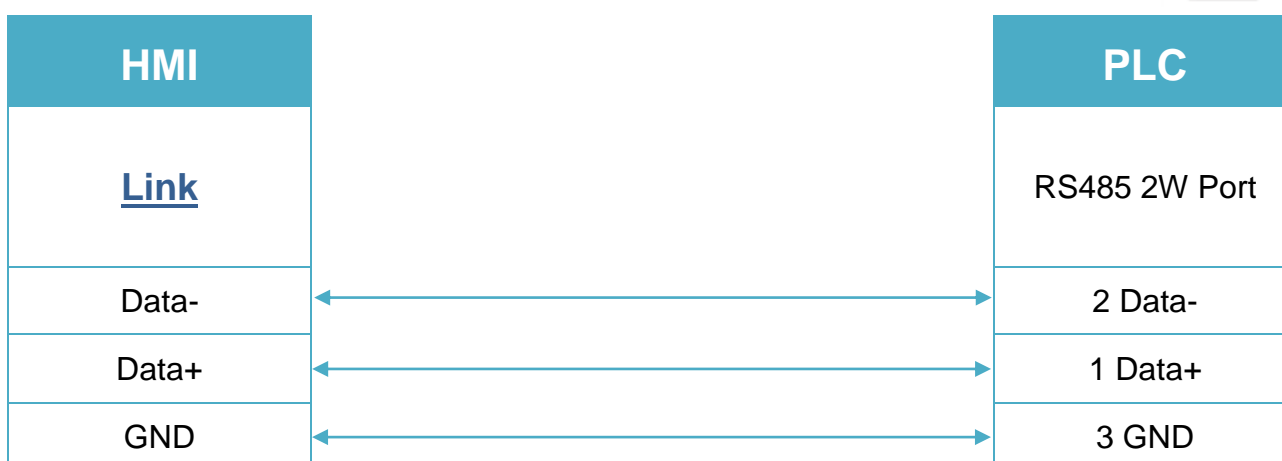 HMI PLC
Link RS485 2W Port
Data- 2 Data-
Data+ 1 Data+
GND 3 GND